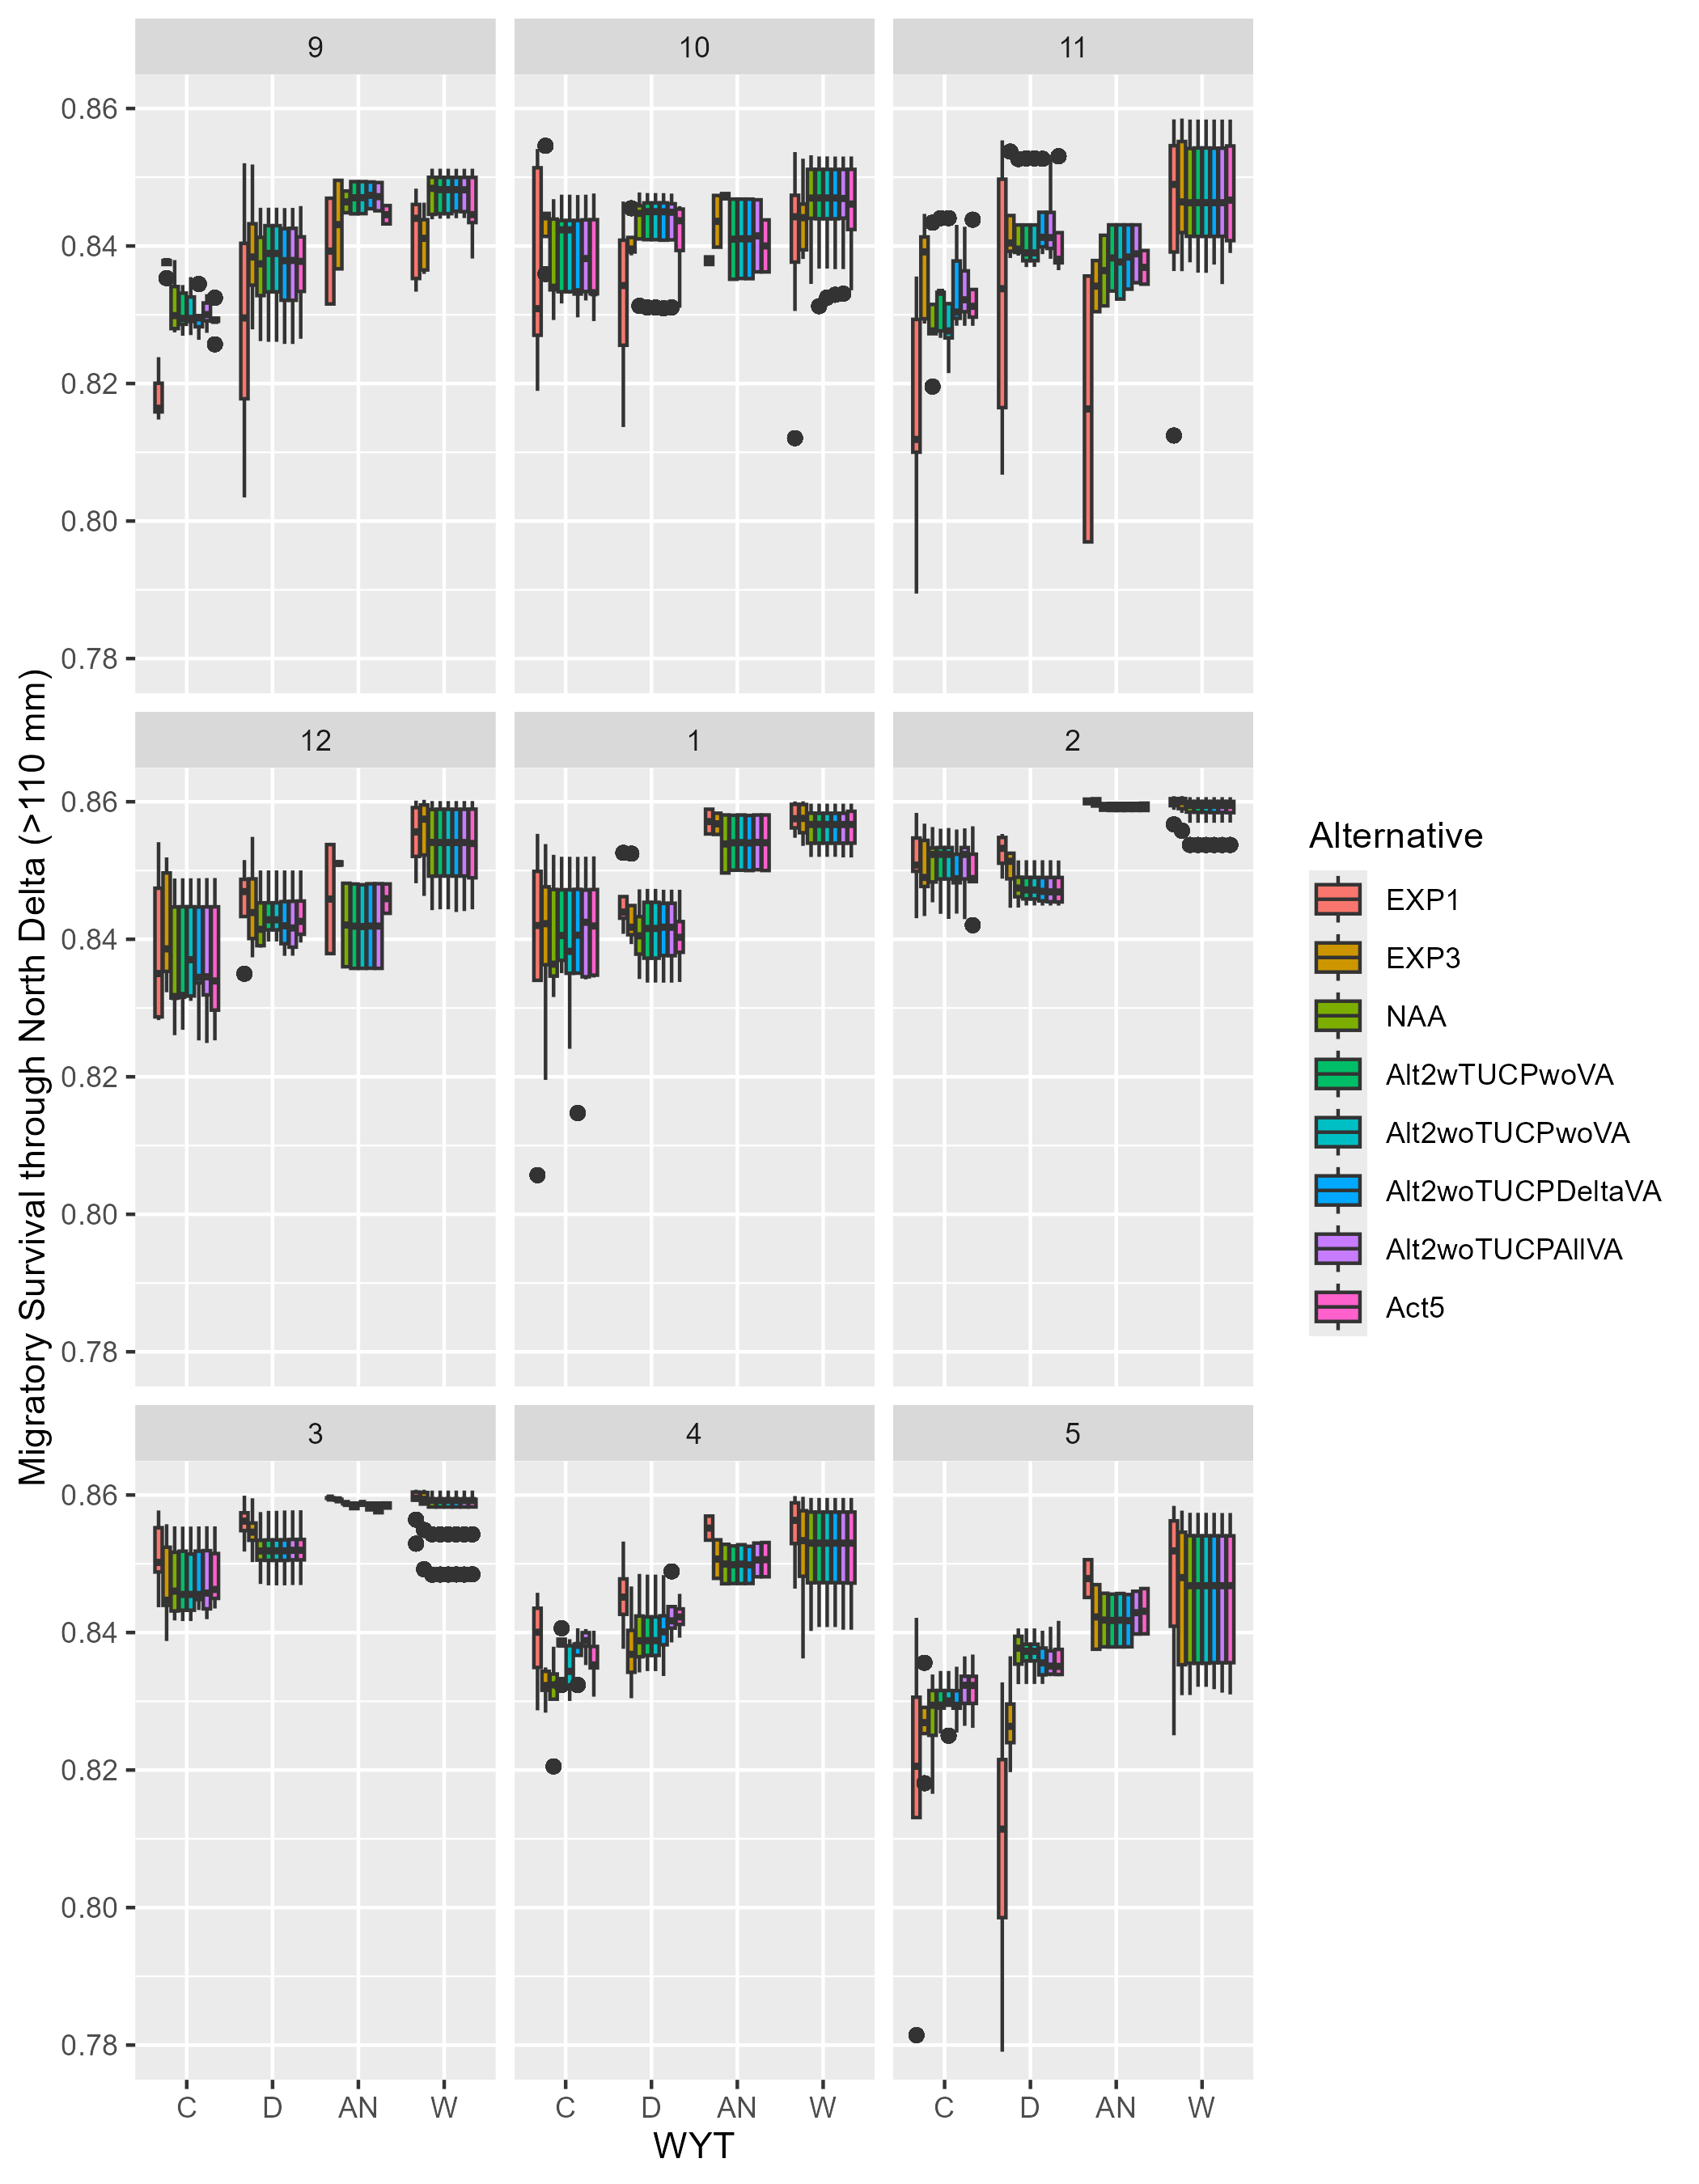 9 10 11
0.86
0.84
0.82
0.80
0.78
12 1 2
0.86
0.84
0.82
0.80
0.78
3 4 5
0.86
0.84
0.82
0.80
0.78
C D AN W C D AN W C D AN W
WYT
Migratory Survival through North Delta (>110 mm)
Alternative
EXP1
EXP3
NAA
Alt2wTUCPwoVA
Alt2woTUCPwoVA
Alt2woTUCPDeltaVA
Alt2woTUCPAllVA
Act5